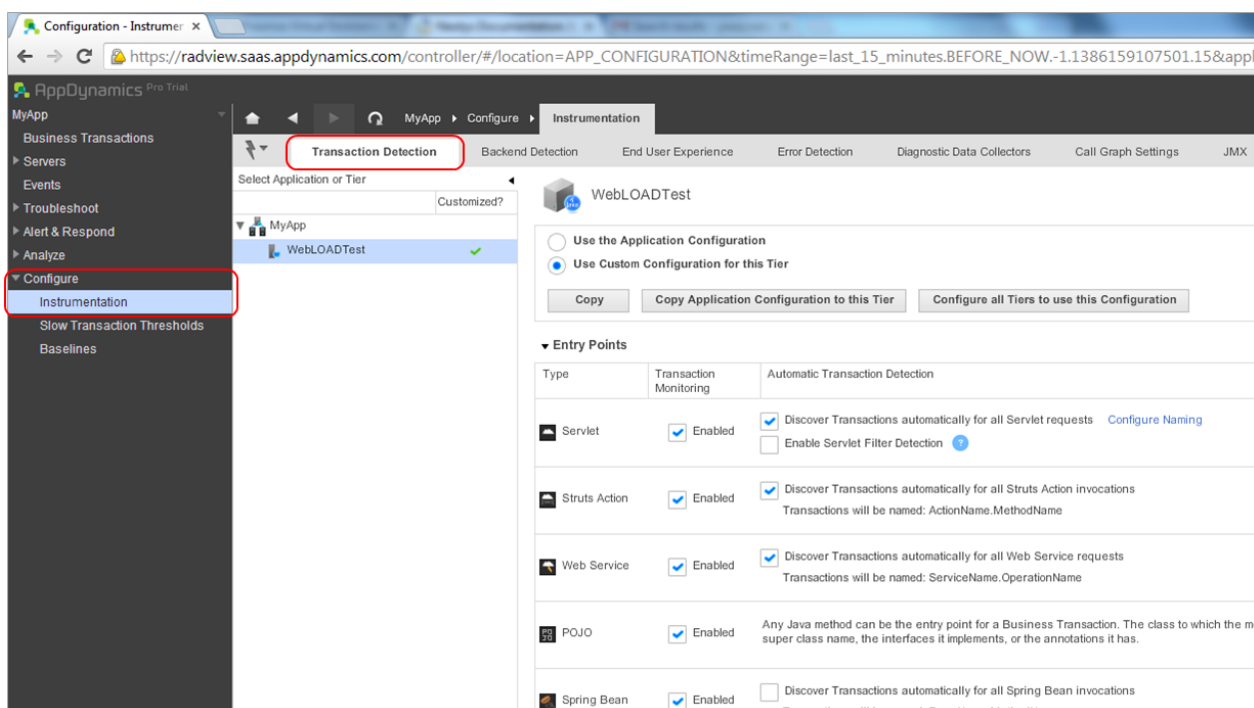 Configuration - Instrumer x
https://radview.saas.appdynamics.com/controller/#/location=APP_CONFIGURATION&timeRange=last_15_minutes.BEFORE_NOW.-1.1386159107501.15&appl
AppDynamics Pro Trial
MyApp
Business Transactions
Servers
Events
Troubleshoot
Alert & Respond
Analyze
Configure
Instrumentation
Slow Transaction Thresholds
Baselines
MyApp Configure Instrumentation
Transaction Detection Backend Detection End User Experience Error Detection Diagnostic Data Collectors Call Graph Settings JMX
Select Application or Tier
Customized?
MyApp
WebLOADTest
WebLOADTest
Use the Application Configuration
Use Custom Configuration for this Tier
Copy Copy Application Configuration to this Tier Configure all Tiers to use this Configuration
Entry Points
Type Transaction Monitoring Automatic Transaction Detection
Servlet Enabled Discover Transactions automatically for all Servlet requests Configure Naming
Enable Servlet Filter Detection ?
Struts Action Enabled Discover Transactions automatically for all Struts Action invocations
Transactions will be named: ActionName.MethodName
Web Service Enabled Discover Transactions automatically for all Web Service requests
Transactions will be named: ServiceName.OperationName
POJO Enabled Any Java method can be the entry point for a Business Transaction. The class to which the m
super class name, the interfaces it implements, or the annotations it has.
Spring Bean Enabled Discover Transactions automatically for all Spring Bean invocations